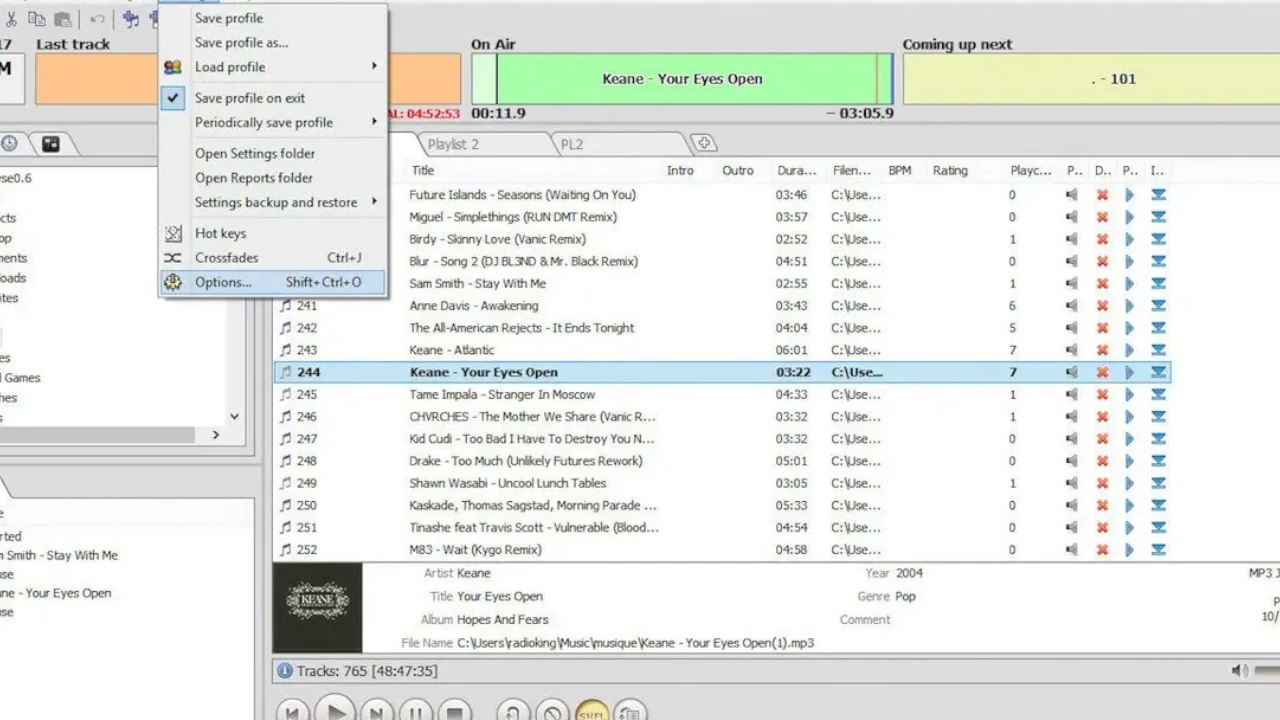 Save profile
Save profile as...
Load profile
Save profile on exit
Periodically save profile
Open Settings folder
Open Reports folder
Settings backup and restore
Hot keys
Crossfades Ctrl+J
Options... Shift+Ctrl+O
17 Last track On Air Coming up next
M Keane - Your Eyes Open . - 101
AL: 04:52:53 00:11.9 – 03:05.9
Playlist 2 PL2
Title Intro Outro Dura... Filen... BPM Rating Playc... P.. D.. P.. I..
Future Islands - Seasons (Waiting On You) 03:46 C:\Use... 0
Miguel - Simplethings (RUN DMT Remix) 03:57 C:\Use... 0
Birdy - Skinny Love (Vanic Remix) 02:52 C:\Use... 1
Blur - Song 2 (DJ BL3ND & Mr. Black Remix) 04:51 C:\Use... 0
Sam Smith - Stay With Me 02:55 C:\Use... 1
241 Anne Davis - Awakening 03:43 C:\Use... 6
242 The All-American Rejects - It Ends Tonight 04:04 C:\Use... 5
243 Keane - Atlantic 06:01 C:\Use... 7
244 Keane - Your Eyes Open 03:22 C:\Use... 7
245 Tame Impala - Stranger In Moscow 04:33 C:\Use... 1
246 CHVRCHES - The Mother We Share (Vanic R... 03:32 C:\Use... 1
247 Kid Cudi - Too Bad I Have To Destroy You N... 03:32 C:\Use... 0
248 Drake - Too Much (Unlikely Futures Rework) 05:01 C:\Use... 0
249 Shawn Wasabi - Uncool Lunch Tables 03:05 C:\Use... 1
250 Kaskade, Thomas Sagstad, Morning Parade ... 05:33 C:\Use... 0
251 Tinashe feat Travis Scott - Vulnerable (Blood... 04:54 C:\Use... 0
252 M83 - Wait (Kygo Remix) 04:58 C:\Use... 0
yse0.6
cts
op
ments
oads
ites
es
d Games
hes
s
e
rted
n Smith - Stay With Me
use
ne - Your Eyes Open
use
KEANE
Artist Keane Year 2004 MP3 J
Title Your Eyes Open Genre Pop P
Album Hopes And Fears Comment 10/
File Name C:\Users\radioking\Music\musique\Keane - Your Eyes Open(1).mp3
Tracks: 765 [48:47:35]
SHFL